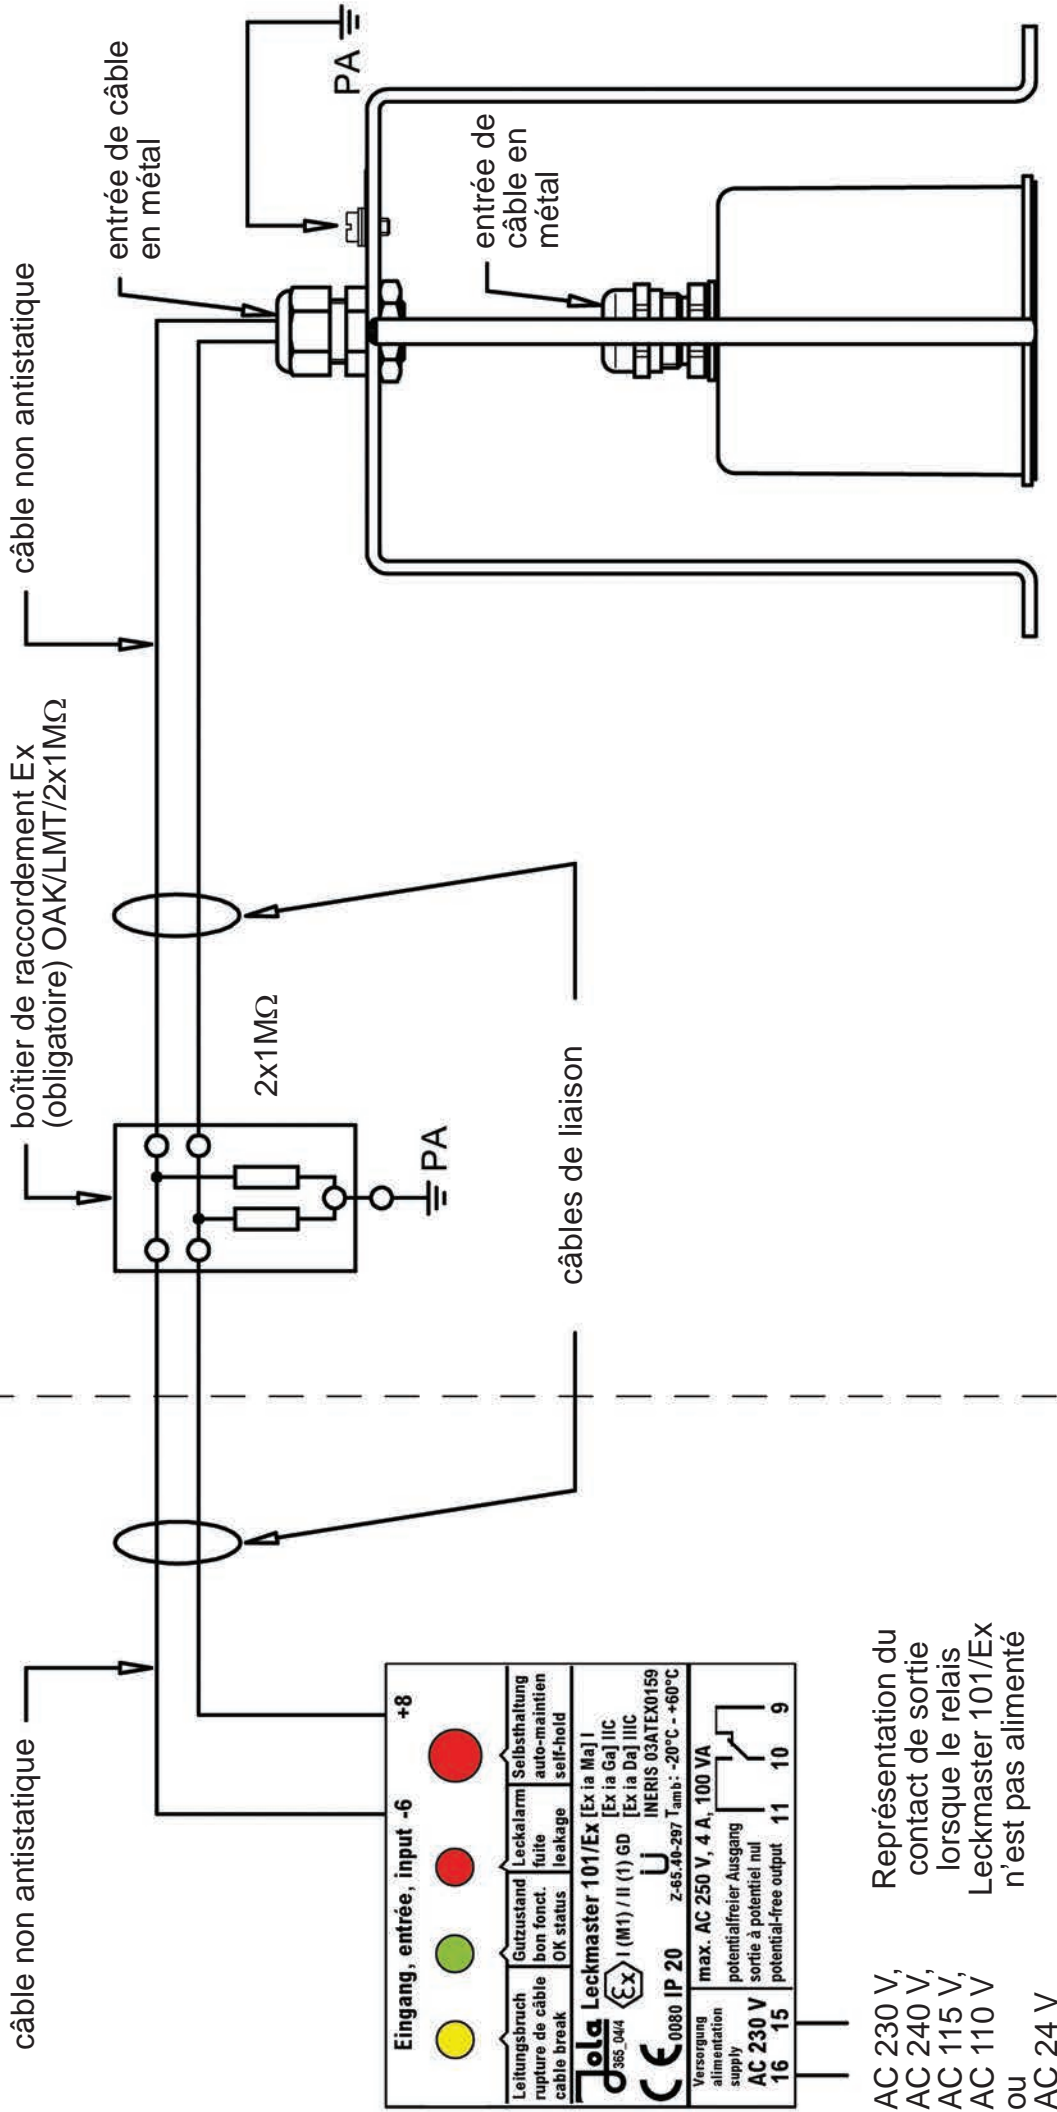 câble non antistatique
boîtier de raccordement Ex
(obligatoire) OAK/LMT/2x1MΩ
câble non antistatique
entrée de câble
en métal
PA
entrée de
câble en
métal
2x1MΩ
PA
câbles de liaison
Eingang, entrée, input -6 +8
Leitungsbruch
rupture de câble
cable break
Gutzustand
bon fonct.
OK status
Leckalarm
fuite
leakage
Selbsthaltung
auto-maintien
self-hold
Jola
365_04/4
Leckmaster 101/Ex
Ex I (M1) / II (1) GD
[Ex ia Ma] I
[Ex ia Ga] IIC
[Ex ia Da] IIIC
INERIS 03ATEX0159
CE 0080 IP 20
Ü
Z-65.40-297
Tamb: -20°C - +60°C
Versorgung
alimentation
supply
AC 230 V
16 15
max. AC 250 V, 4 A, 100 VA
potentialfreier Ausgang
sortie à potentiel nul
potential-free output
11 10 9
AC 230 V,
AC 240 V,
AC 115 V,
AC 110 V
ou
AC 24 V
Représentation du
contact de sortie
lorsque le relais
Leckmaster 101/Ex
n'est pas alimenté